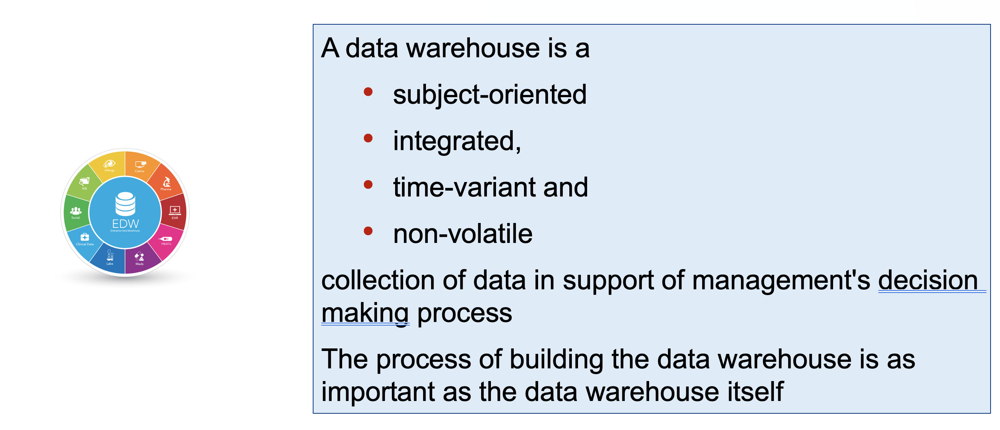 A data warehouse is a
• subject-oriented
• integrated,
• time-variant and
• non-volatile
collection of data in support of management's decision
making process
The process of building the data warehouse is as
important as the data warehouse itself
Allergy
Claims
Pharma
EHR
HbA1c
Meds
Labs
Clinical Data
Social
HIE
EDW
Enterprise Data Warehouse